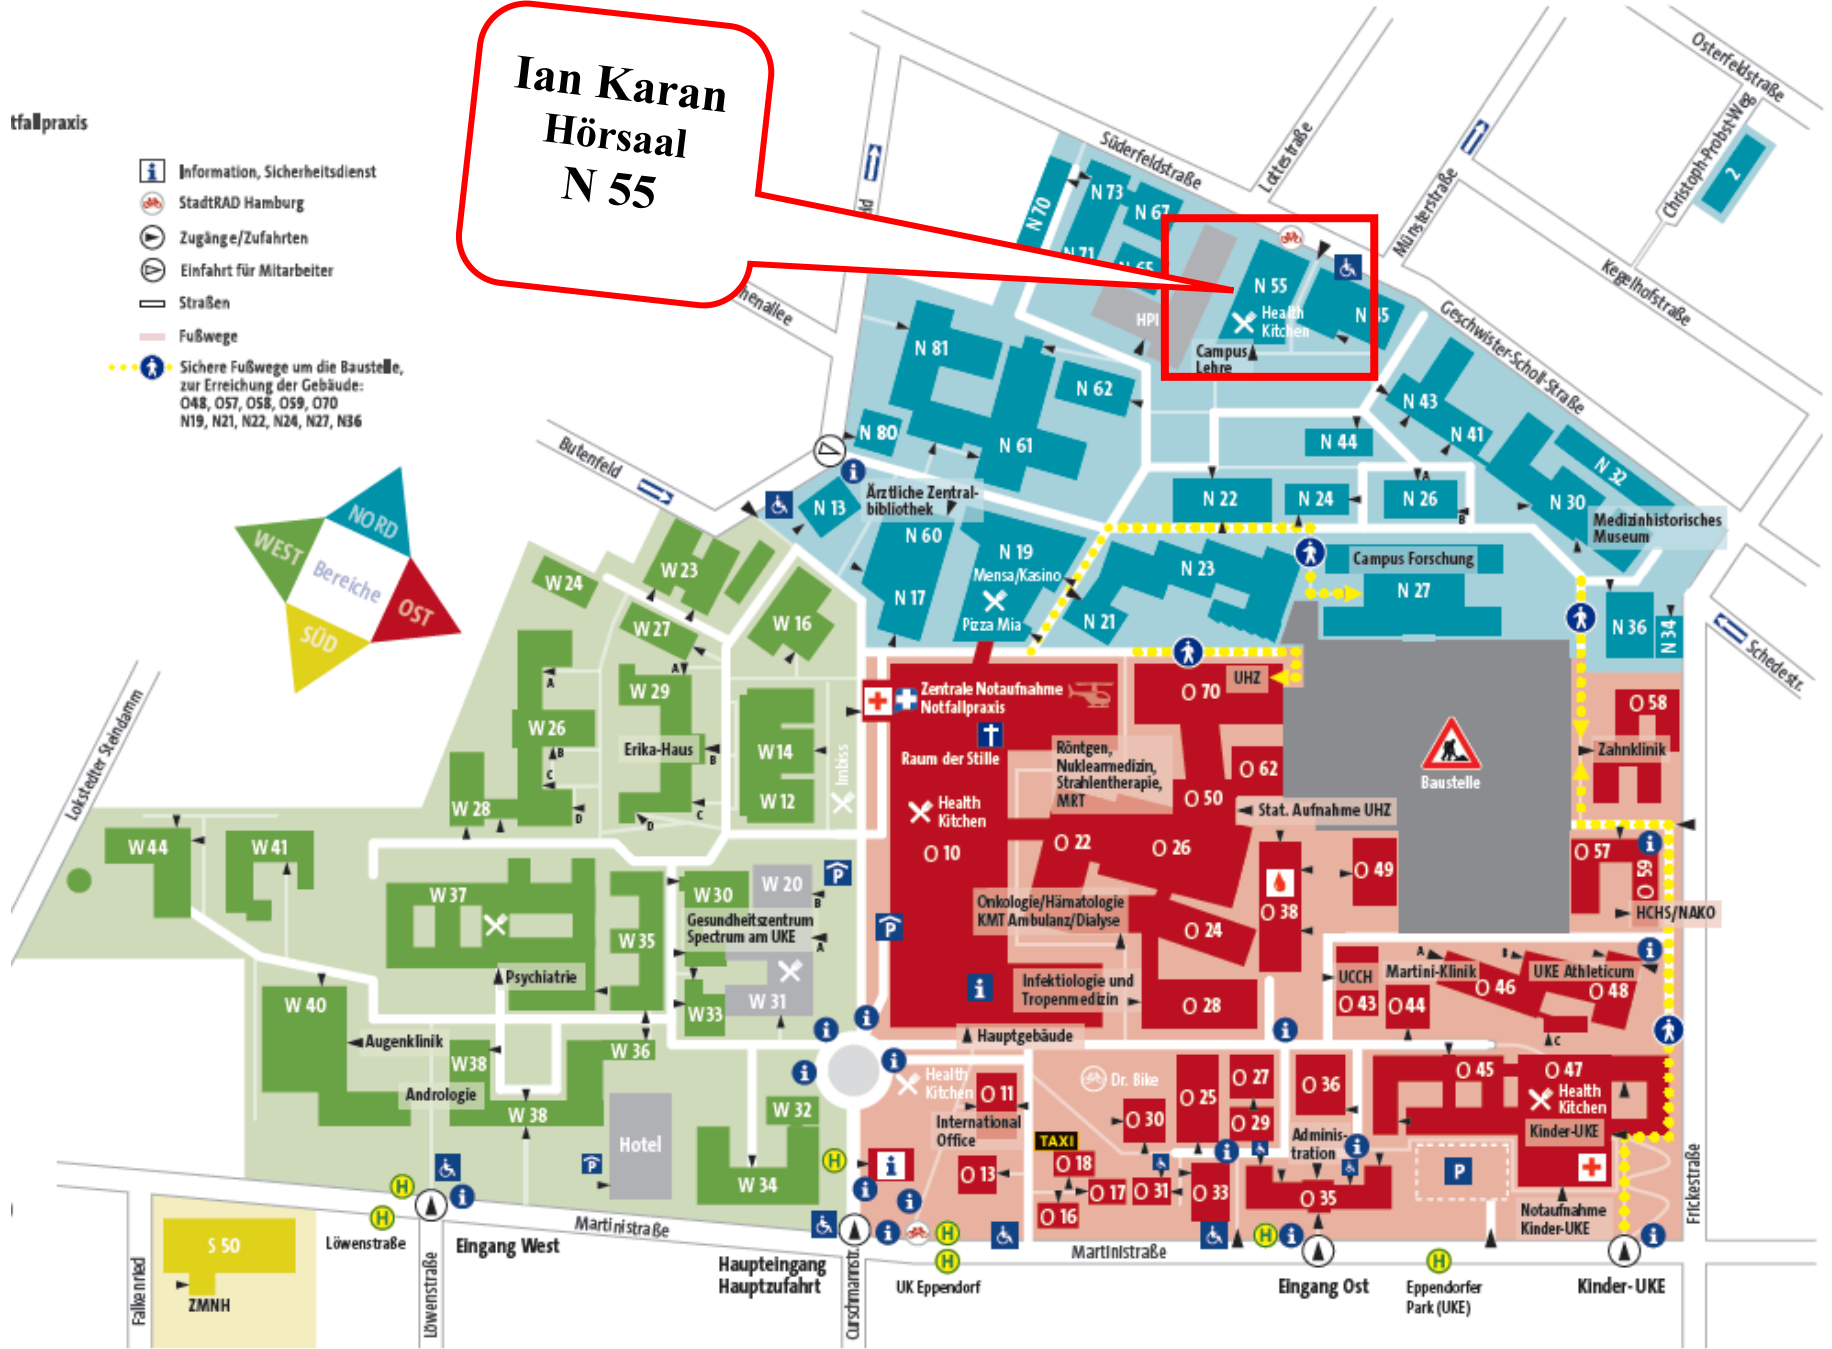 Ian Karan
Hörsaal
N 55
tfallpraxis
Information, Sicherheitsdienst
StadtRAD Hamburg
Zugänge/Zufahrten
Einfahrt für Mitarbeiter
Straßen
Fußwege
Sichere Fußwege um die Baustelle,
zur Erreichung der Gebäude:
O48, O57, O58, O59, O70
N19, N21, N22, N24, N27, N36
NORD
WEST
Bereiche
OST
SÜD
Osterfeldstraße
Christoph-Probst-Weg
2
Süderfeldstraße
Lottestraße
Münsterstraße
Kegelhofstraße
Geschwister-Scholl-Straße
Schedestr.
Frickestraße
Butenfeld
henallee
Lokstedter Steindamm
N 70
N 73
N 67
N 71
N 65
HPI
N 55
Health
Kitchen
N 45
Campus
Lehre
N 81
N 62
N 80
N 61
N 43
N 41
N 44
N 32
N 30
Medizinhistorisches
Museum
N 22
N 24
N 26
A
B
N 13
Ärztliche Zentral-
bibliothek
N 60
N 19
Mensa/Kasino
Pizza Mia
N 17
N 23
N 21
Campus Forschung
N 27
N 36
N 34
W 24
W 23
W 27
W 16
W 29
A
W 26
A
B
C
D
Erika-Haus
B
C
D
W 14
W 12
Imbiss
W 28
W 44
W 41
W 37
W 35
Psychiatrie
W 30
W 20
B
Gesundheitszentrum
Spectrum am UKE
A
W 33
W 31
W 40
Augenklinik
W 38
Andrologie
W 38
W 36
Hotel
W 32
W 34
P
P
P
Zentrale Notaufnahme
Notfallpraxis
Raum der Stille
Health
Kitchen
O 10
UHZ
O 70
Röntgen,
Nuklearmedizin,
Strahlentherapie,
MRT
O 62
O 50
Stat. Aufnahme UHZ
O 22
O 26
O 38
O 49
Onkologie/Hämatologie
KMT Ambulanz/Dialyse
O 24
Infektiologie und
Tropenmedizin
O 28
Hauptgebäude
Baustelle
O 58
Zahnklinik
O 57
O 59
HCHS/NAKO
UCCH
O 43
Martini-Klinik
A
B
UKE Athleticum
O 44
O 46
O 48
C
Health
Kitchen
O 11
International
Office
O 13
Dr. Bike
O 25
O 27
O 29
O 30
O 36
O 45
O 47
Health
Kitchen
Kinder-UKE
Adminis-
tration
TAXI
O 18
O 17
O 16
O 31
O 33
O 35
P
Notaufnahme
Kinder-UKE
S 50
ZMNH
Falkenried
Löwenstraße
H
H
Löwenstraße
Eingang West
Martinistraße
Haupteingang
Hauptzufahrt
Curschmannstr.
H
H
H
UK Eppendorf
Martinistraße
H
Eingang Ost
H
Eppendorfer
Park (UKE)
Kinder-UKE